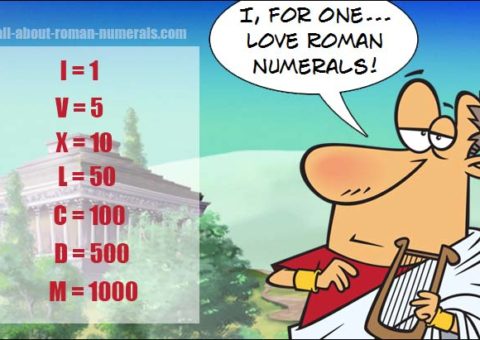 all-about-roman-numerals.com
I = 1
V = 5
X = 10
L = 50
C = 100
D = 500
M = 1000
I, FOR ONE...
LOVE ROMAN
NUMERALS!